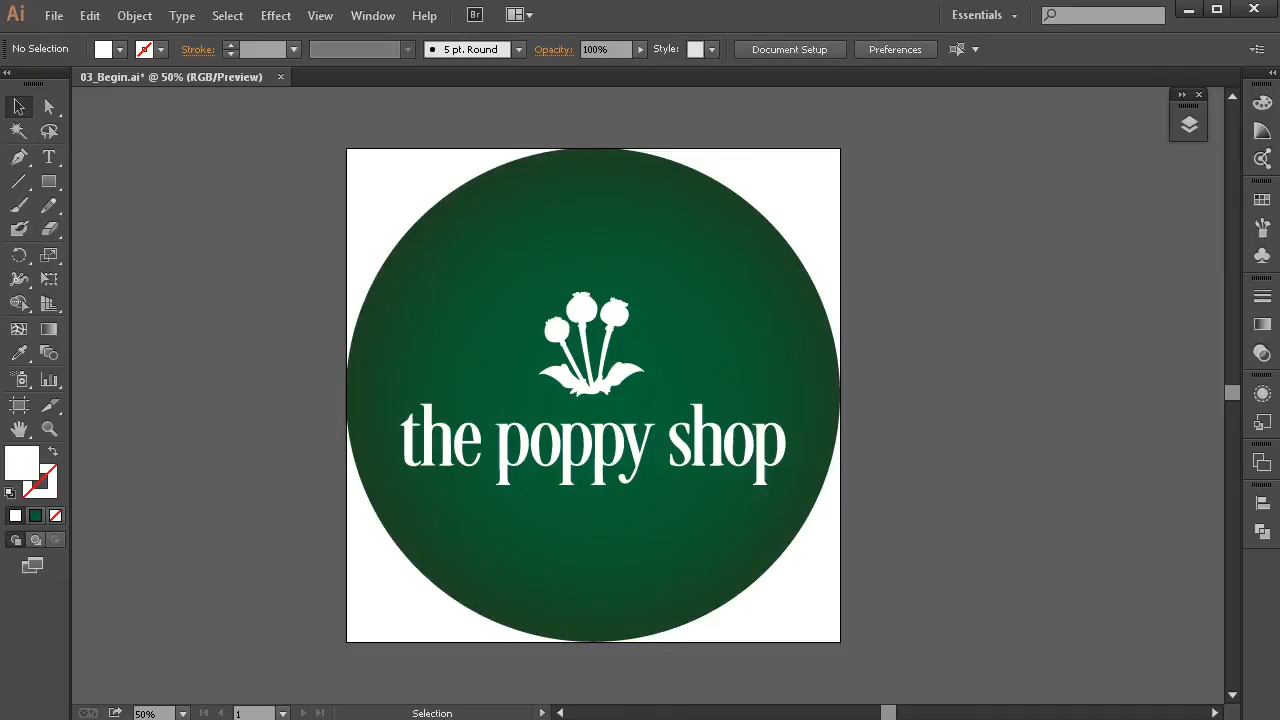 Ai File Edit Object Type Select Effect View Window Help Br Essentials
No Selection Stroke: 5 pt. Round Opacity: 100% Style: Document Setup Preferences
03_Begin.ai* @ 50% (RGB/Preview)
the poppy shop
50% 1 Selection